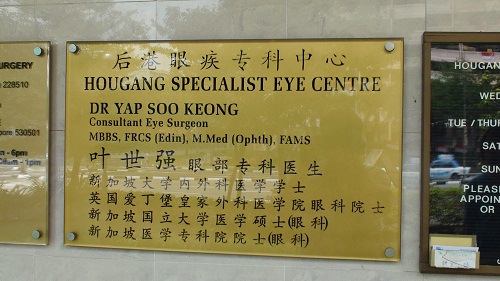 URGERY
228510
530501
- 6pm
- 1pm
后港眼疾专科中心
HOUGANG SPECIALIST EYE CENTRE
DR YAP SOO KEONG
Consultant Eye Surgeon
MBBS, FRCS (Edin), M.Med (Ophth), FAMS
叶世强 眼部专科医生
新加坡大学内外科医学学士
英国爱丁堡皇家外科医学院眼科院士
新加坡国立大学医学硕士(眼科)
新加坡医学专科院院士(眼科)
HOUGANG
WED
TUE / THUR
SAT
SUN
PLEASE
APPOIN
OR